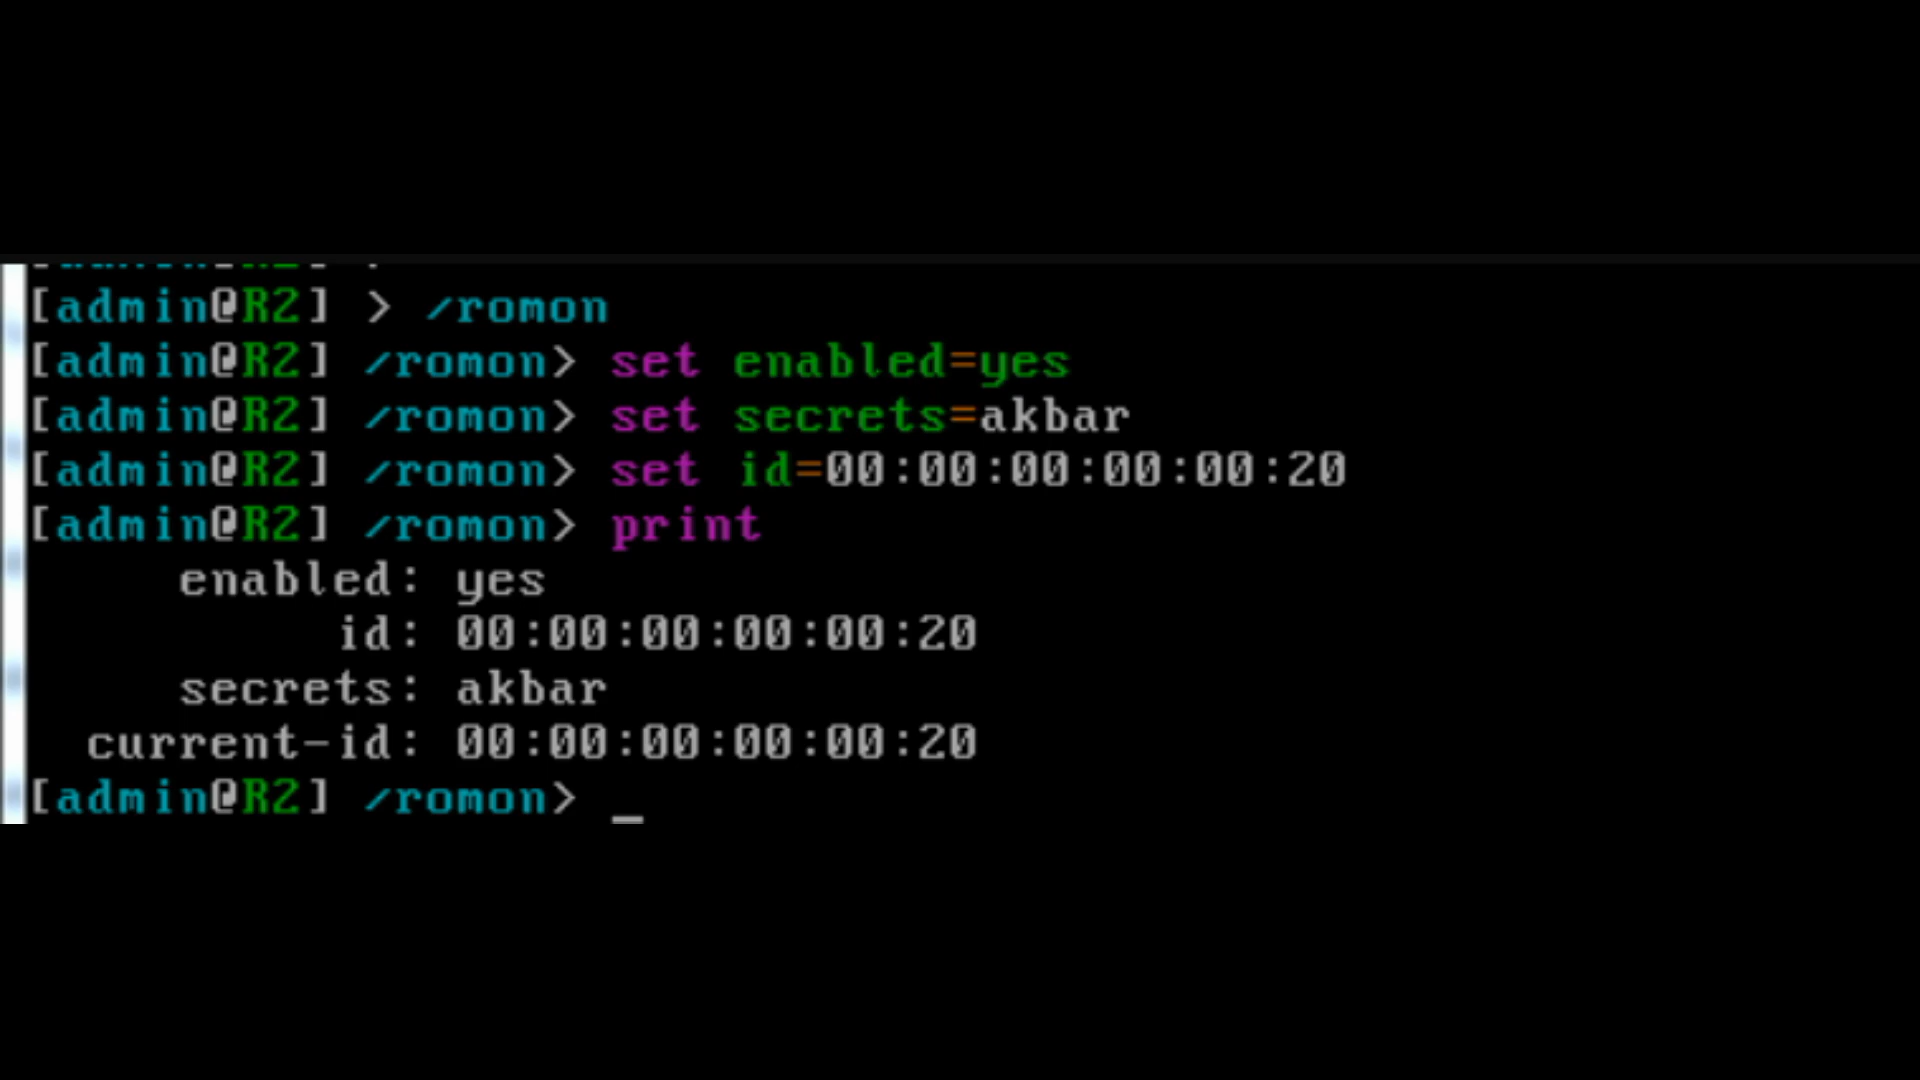 [admin@R2] > /romon
[admin@R2] /romon> set enabled=yes
[admin@R2] /romon> set secrets=akbar
[admin@R2] /romon> set id=00:00:00:00:00:20
[admin@R2] /romon> print
enabled: yes
id: 00:00:00:00:00:20
secrets: akbar
current-id: 00:00:00:00:00:20
[admin@R2] /romon> _